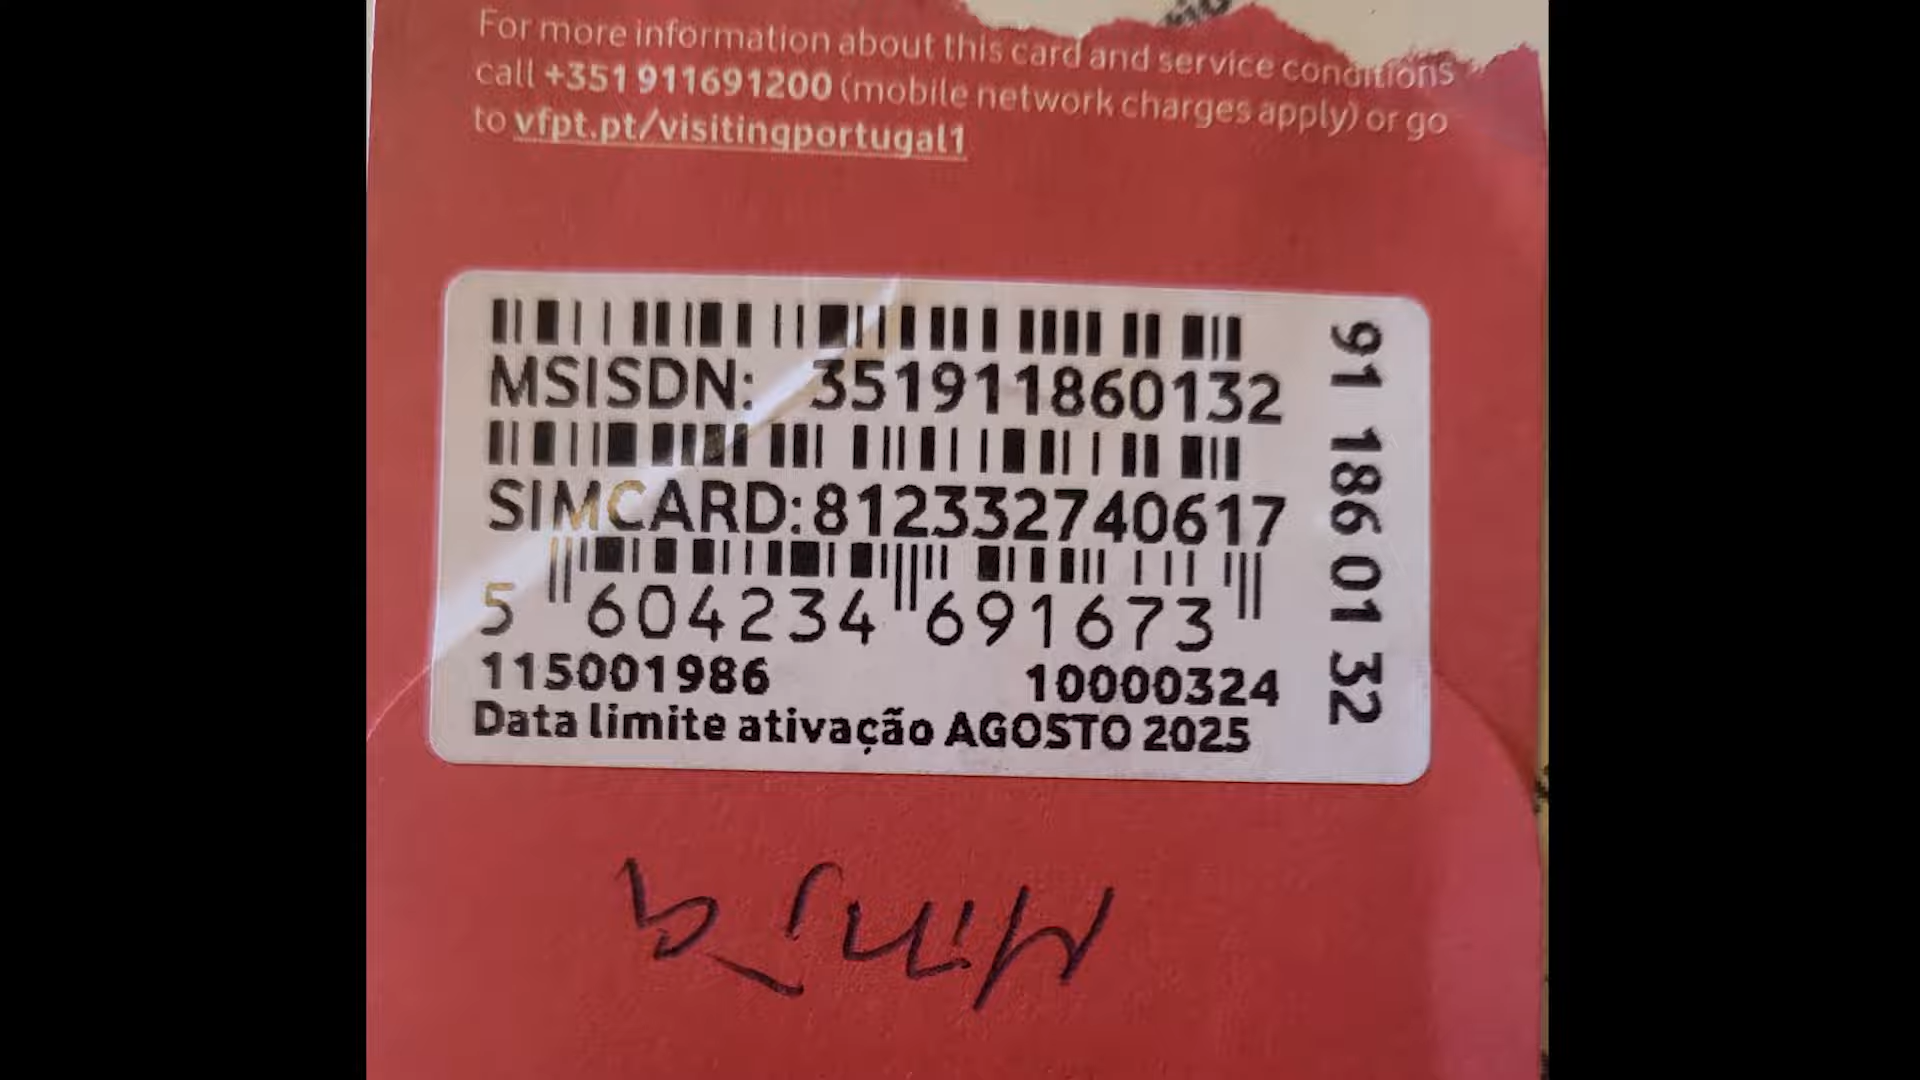 For more information about this card and service conditions
call +351 911691200 (mobile network charges apply) or go
to vfpt.pt/visitingportugal1
MSISDN: 351911860132
SIMCARD:812332740617
5 604234 691673
115001986 10000324
Data limite ativação AGOSTO 2025
91 186 01 32